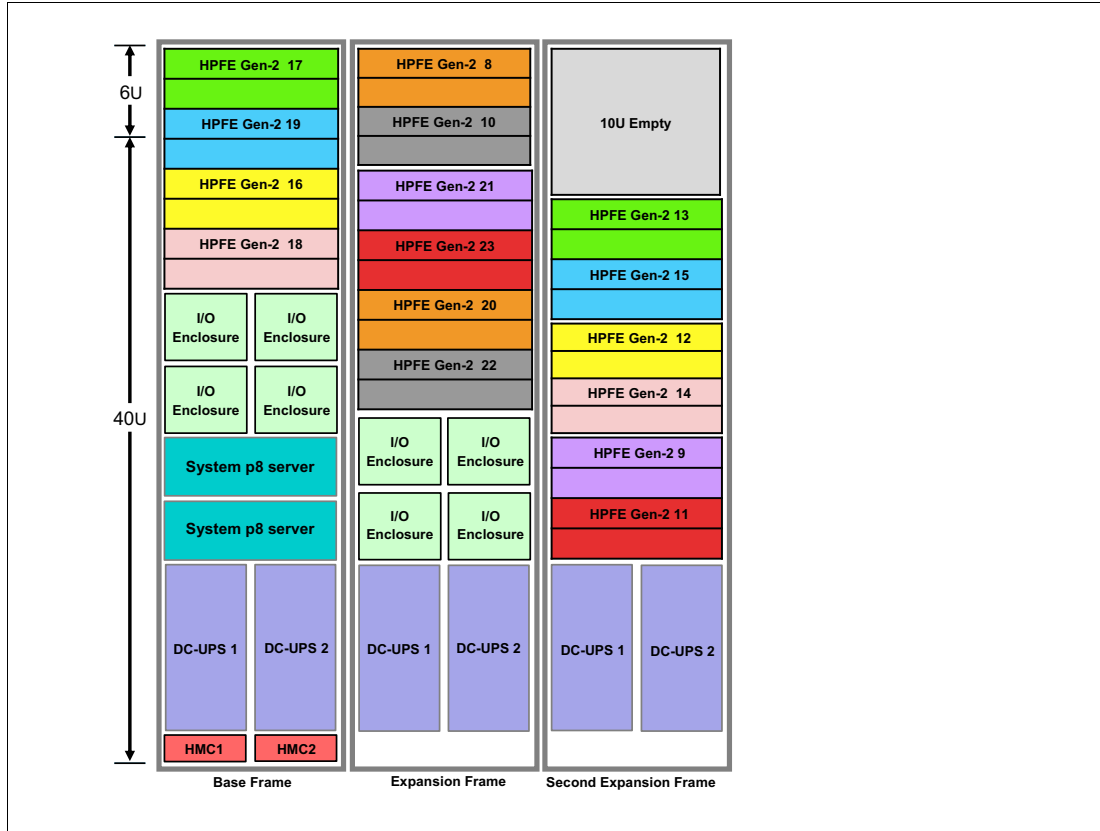 6U
40U
HPFE Gen-2 17
HPFE Gen-2 19
HPFE Gen-2 16
HPFE Gen-2 18
I/O
Enclosure
I/O
Enclosure
I/O
Enclosure
I/O
Enclosure
System p8 server
System p8 server
DC-UPS 1
DC-UPS 2
HMC1
HMC2
Base Frame
HPFE Gen-2 8
HPFE Gen-2 10
HPFE Gen-2 21
HPFE Gen-2 23
HPFE Gen-2 20
HPFE Gen-2 22
I/O
Enclosure
I/O
Enclosure
I/O
Enclosure
I/O
Enclosure
DC-UPS 1
DC-UPS 2
Expansion Frame
10U Empty
HPFE Gen-2 13
HPFE Gen-2 15
HPFE Gen-2 12
HPFE Gen-2 14
HPFE Gen-2 9
HPFE Gen-2 11
DC-UPS 1
DC-UPS 2
Second Expansion Frame